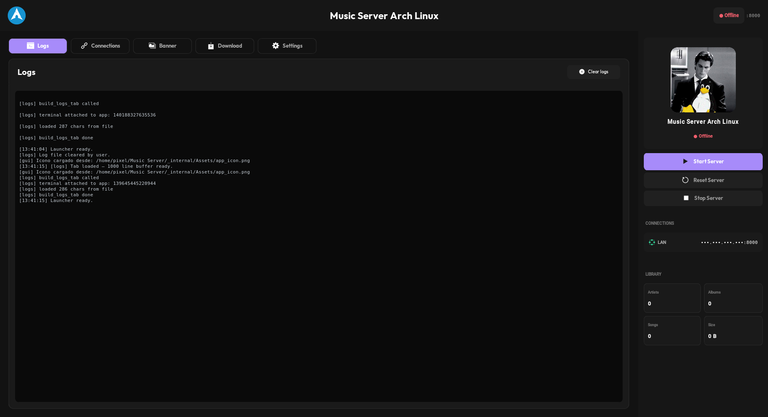 Music Server Arch Linux
Offline :8000
Logs Connections Banner Download Settings
Logs
Clear logs
[logs] build_logs_tab called
[logs] terminal attached to app: 140188327635536
[logs] loaded 287 chars from file
[logs] build_logs_tab done
[13:41:04] Launcher ready.
[logs] Log file cleared by user.
[gui] Icono cargado desde: /home/pixel/Music Server/_internal/Assets/app_icon.png
[13:41:15] [logs] Tab loaded - 1000 line buffer ready.
[gui] Icono cargado desde: /home/pixel/Music Server/_internal/Assets/app_icon.png
[logs] build_logs_tab called
[logs] terminal attached to app: 139645445220944
[logs] loaded 286 chars from file
[logs] build_logs_tab done
[13:41:15] Launcher ready.
Music Server Arch Linux
Offline
Start Server
Reset Server
Stop Server
CONNECTIONS
LAN •••.•••.•••.•••:8000
LIBRARY
Artists Albums
0 0
Songs Size
0 0 B